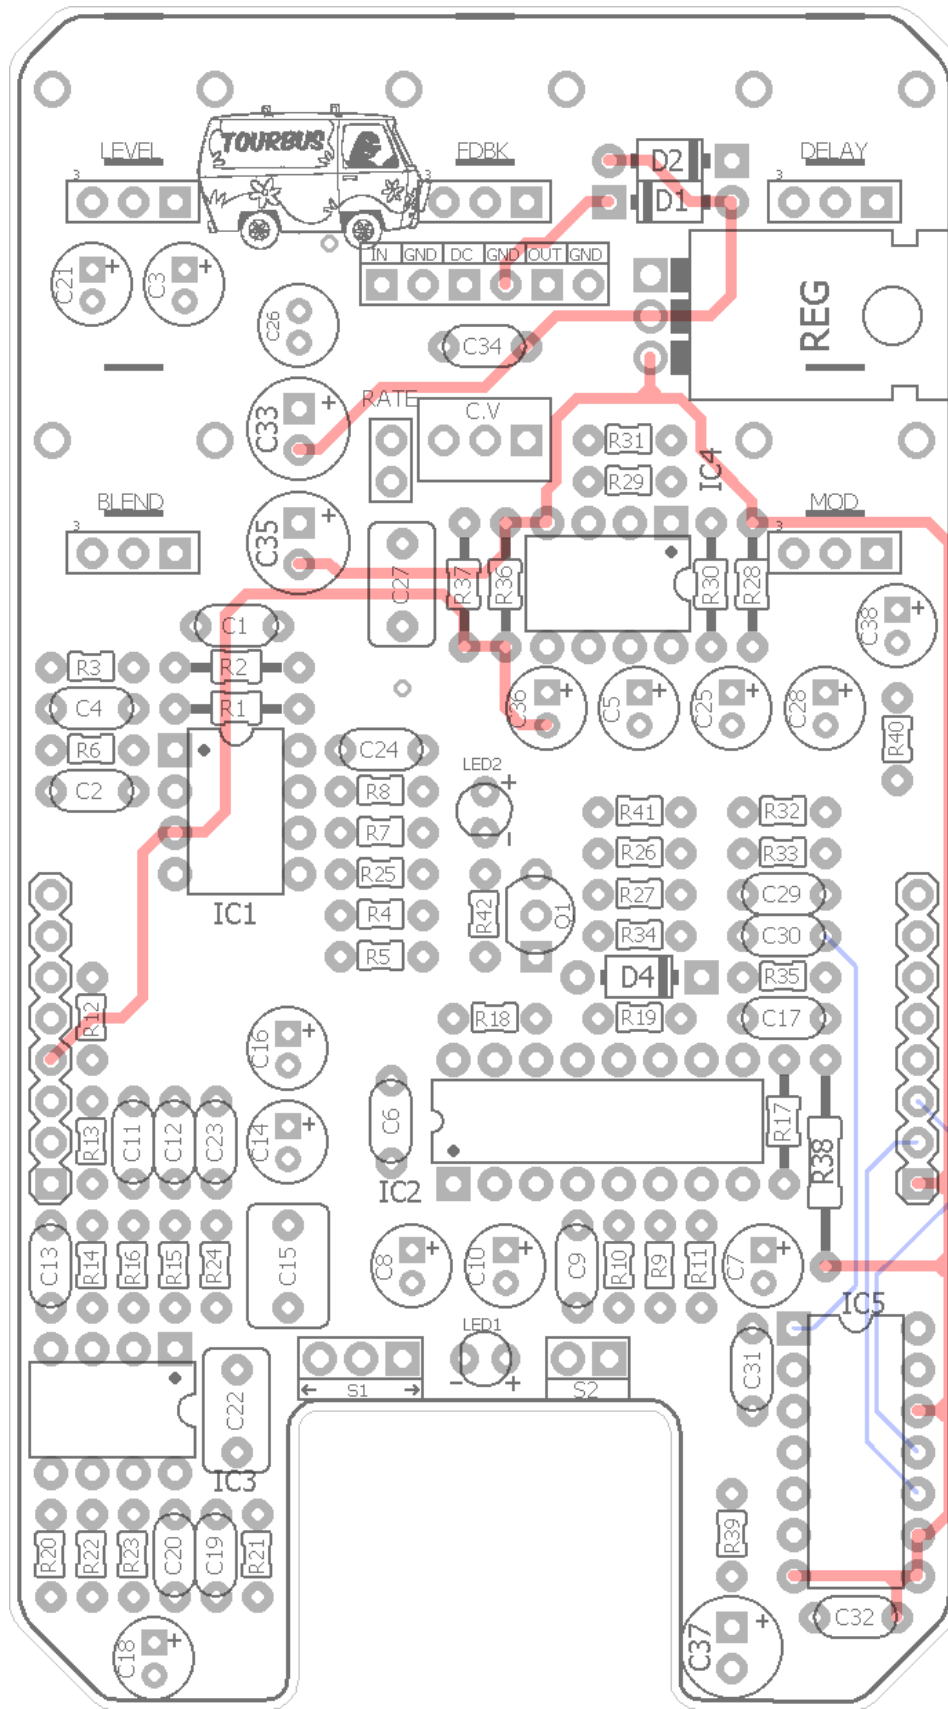 TOURBUS
LEVEL
FDBK
D2
DELAY
3
3
3
D1
IN GND DC GND OUT GND
C21
C3
C26
REG
C34
RATE
C.V
C33
R31
IC4
R29
BLEND
MOD
3
3
C35
C27
R37
R36
R30
R28
C1
C38
R3
R2
C4
R1
C36
C5
C25
C28
R6
C24
R40
LED2
C2
R8
R41
R32
R7
R26
R33
R25
R27
C29
IC1
R4
R42
Q1
R34
C30
R5
D4
R35
R12
R18
R19
C17
C16
R13
C11
C12
C23
C14
C6
R17
R38
IC2
C13
R14
R16
R15
R24
C15
C8
C10
C9
R10
R9
R11
C7
IC5
LED1
S1
S2
C31
C22
IC3
R20
R22
R23
C20
C19
R21
R39
C18
C37
C32